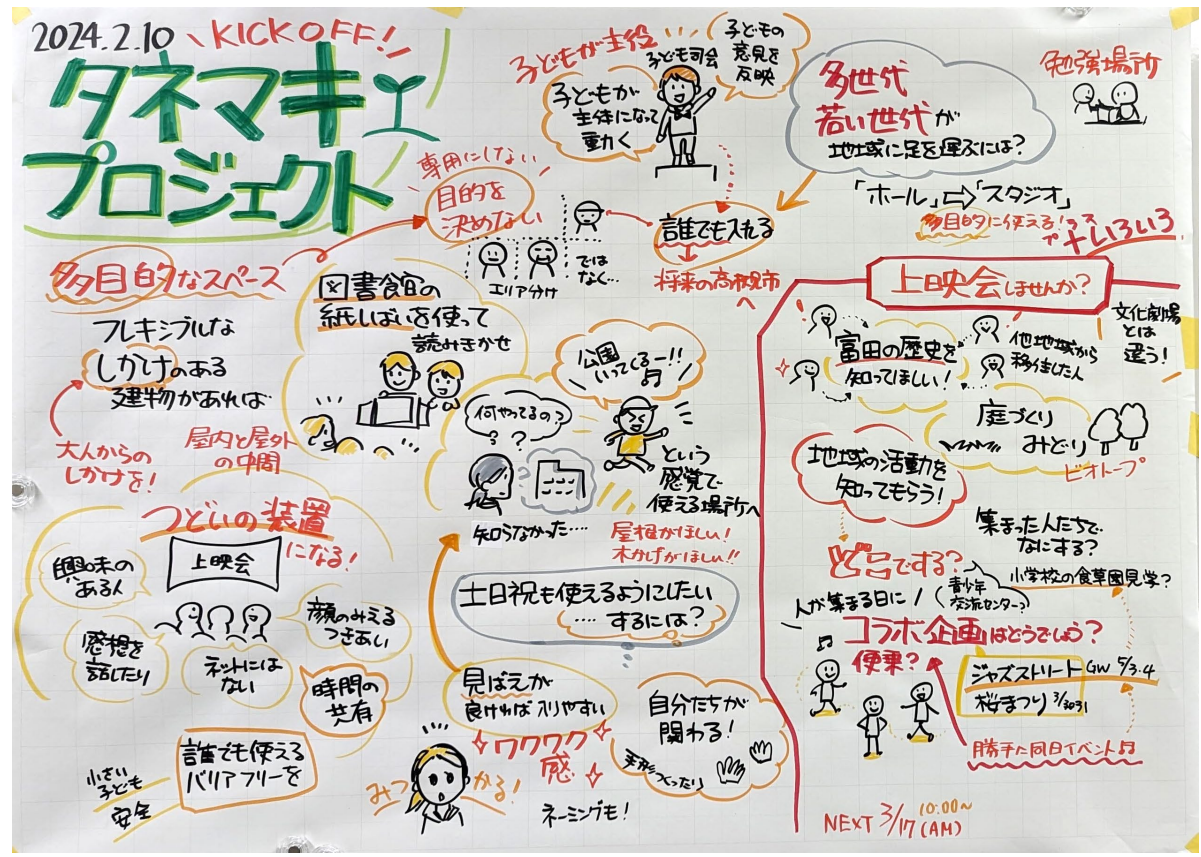 2024.2.10
KICKOFF!
タネマキ
プロジェクト
子どもが主役
子ども司会
子どもの
意見を
反映
子どもが
主体になって
動く
多世代
若い世代が
地域に足を運ぶには?
勉強場所
「ホール」⇨「スタジオ」
多目的に使える!
プラス
+いろいろ
専用にしない
目的を
決めない
エリア分け
ではなく…
誰でも入れる
将来の高槻市へ
多目的なスペース
フレキシブルな
しかけのある
建物があれば
大人からの
しかけを!
屋内と屋外
の中間
図書館の
紙しばいを使って
読みきかせ
公園
いってくるー!!
何やってるの?
??
という
感覚で
使える場所へ
知らなかった…
屋根がほしい!
木かげがほしい!!
つどいの装置
になる!
上映会
興味の
ある人
感想を
話したり
ネットには
ない
顔のみえる
つきあい
時間の
共有
誰でも使える
バリアフリーを
小さい
子ども
安全
土日祝も使えるようにしたい
…するには?
見ばえが
良ければ入りやすい
ワクワク
感
みつかる!
ネーミングも!
自分たちが
関わる!
つくったり
上映会しませんか?
文化劇場
とは
違う!
富田の歴史を
知ってほしい!
他地域から
移住した人
庭づくり
みどり
ビオトープ
地域の活動を
知ってもらう!
集まった人たちで
なにする?
どこでする?
小学校の食草園見学?
(青少年
交流センター?)
人が集まる日に!
コラボ企画はどうでしょう?
便乗?
ジャズストリート GW 5/3.4
桜まつり 3/30.31
勝手に同日イベント
NEXT 3/17 10:00~
(AM)